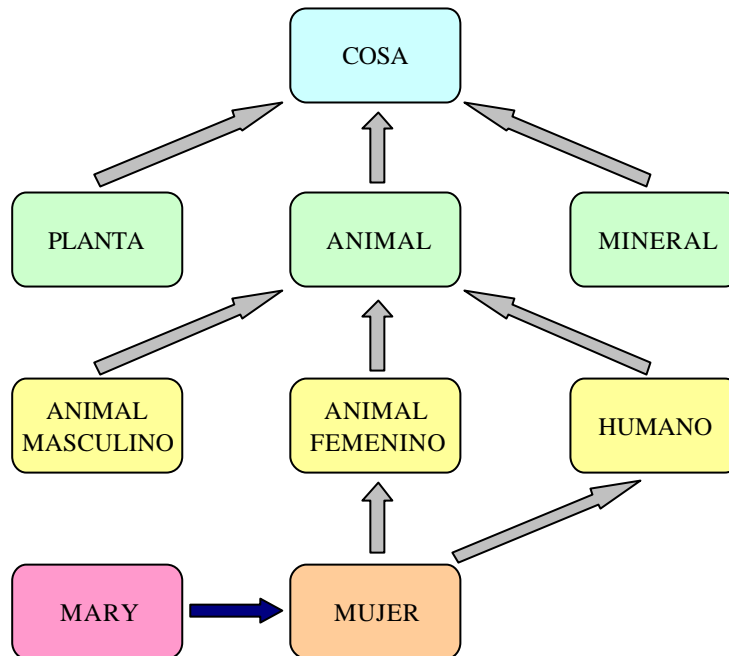 COSA
PLANTA
ANIMAL
MINERAL
ANIMAL
MASCULINO
ANIMAL
FEMENINO
HUMANO
MARY
MUJER